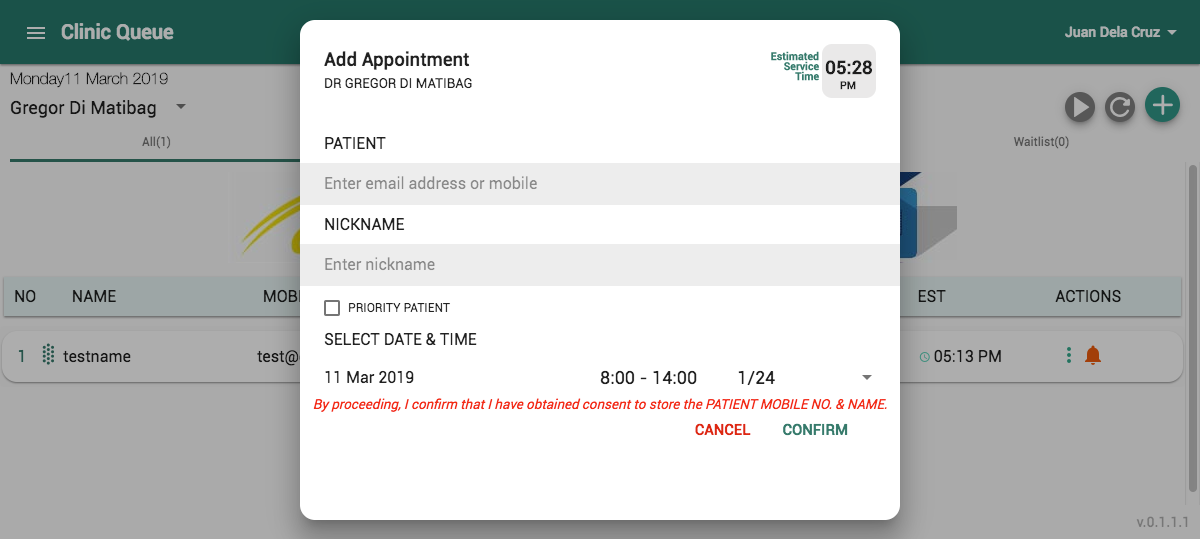 Clinic Queue
Juan Dela Cruz
Monday11 March 2019
Gregor Di Matibag
All(1)
Waitlist(0)
Add Appointment
DR GREGOR DI MATIBAG
Estimated
Service
Time
05:28
PM
PATIENT
Enter email address or mobile
NICKNAME
Enter nickname
PRIORITY PATIENT
SELECT DATE & TIME
11 Mar 2019 8:00 - 14:00 1/24
By proceeding, I confirm that I have obtained consent to store the PATIENT MOBILE NO. & NAME.
CANCEL CONFIRM
NO NAME MOBI EST ACTIONS
1 testname test@ 05:13 PM
v.0.1.1.1